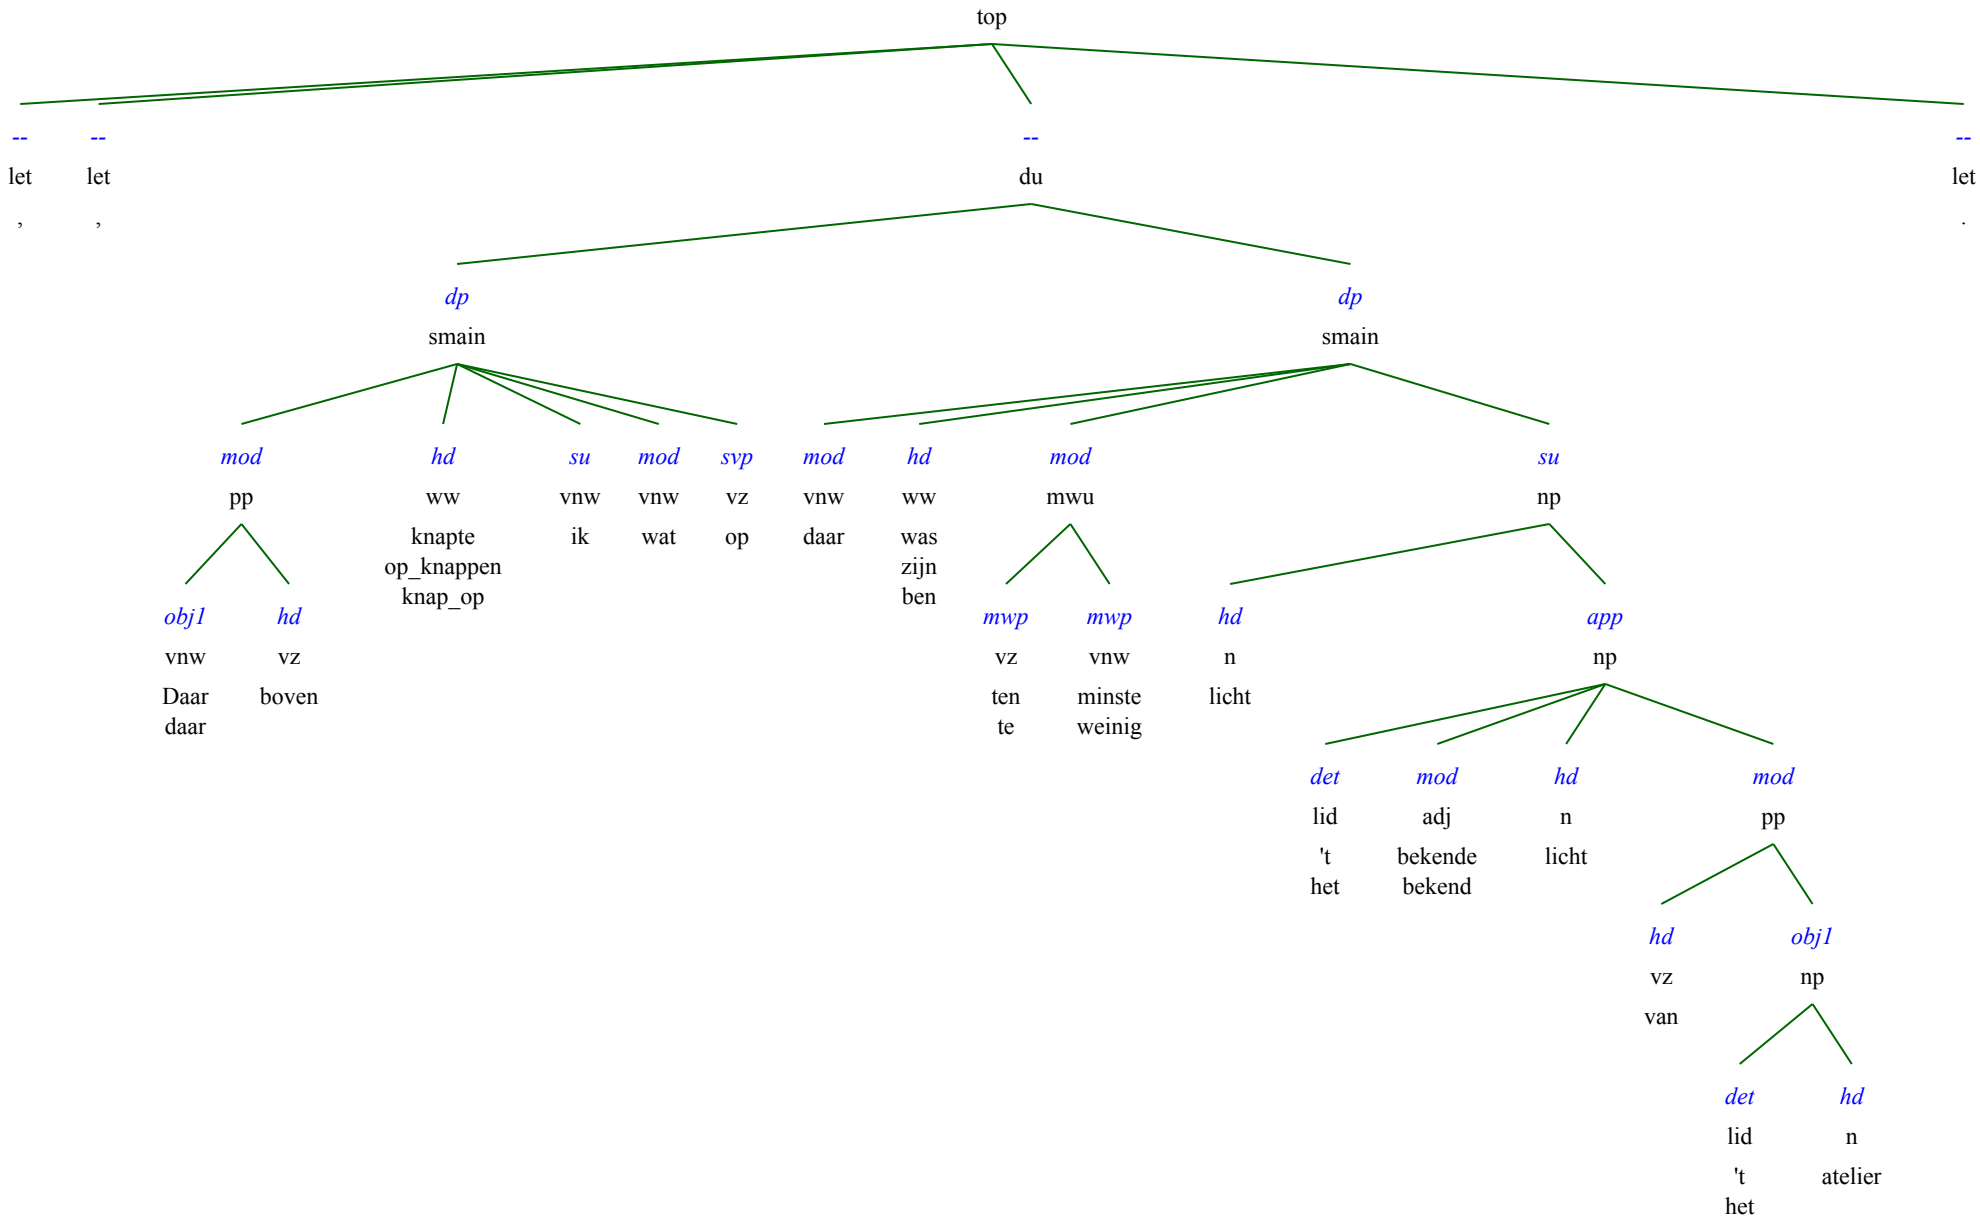 top
-- -- -- --
let let du let
, , .
dp dp
smain smain
mod hd su mod svp mod hd mod su
pp ww vnw vnw vz vnw ww mwu np
knapte ik wat op daar was
op_knappen zijn
knap_op ben
obj1 hd mwp mwp hd app
vnw vz vz vnw n np
Daar boven ten minste licht
daar te weinig
det mod hd mod
lid adj n pp
't bekende licht
het bekend
hd obj1
vz np
van
det hd
lid n
't atelier
het